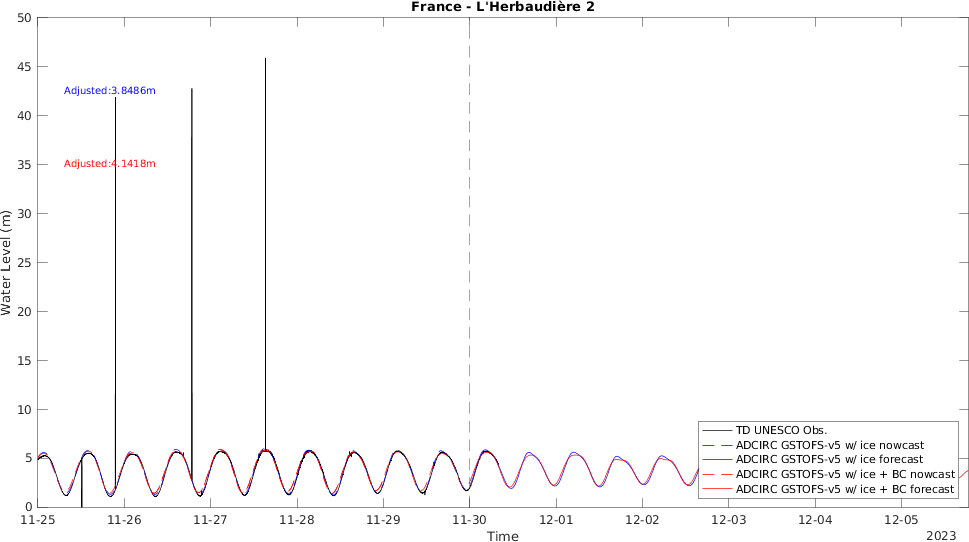 France - L'Herbaudière 2
50
45
40
35
30
25
20
15
10
5
0
Water Level (m)
Adjusted:3.8486m
Adjusted:4.1418m
TD UNESCO Obs.
ADCIRC GSTOFS-v5 w/ ice nowcast
ADCIRC GSTOFS-v5 w/ ice forecast
ADCIRC GSTOFS-v5 w/ ice + BC nowcast
ADCIRC GSTOFS-v5 w/ ice + BC forecast
11-25 11-26 11-27 11-28 11-29 11-30 12-01 12-02 12-03 12-04 12-05
Time
2023